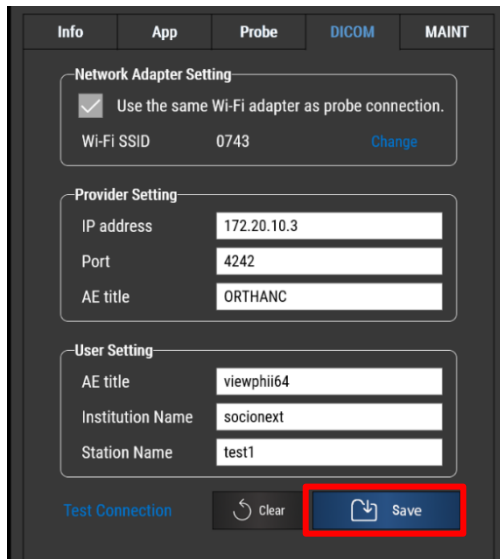 Info App Probe DICOM MAINT
Network Adapter Setting
Use the same Wi-Fi adapter as probe connection.
Wi-Fi SSID 0743 Change
Provider Setting
IP address 172.20.10.3
Port 4242
AE title ORTHANC
User Setting
AE title viewphii64
Institution Name socionext
Station Name test1
Test Connection Clear Save